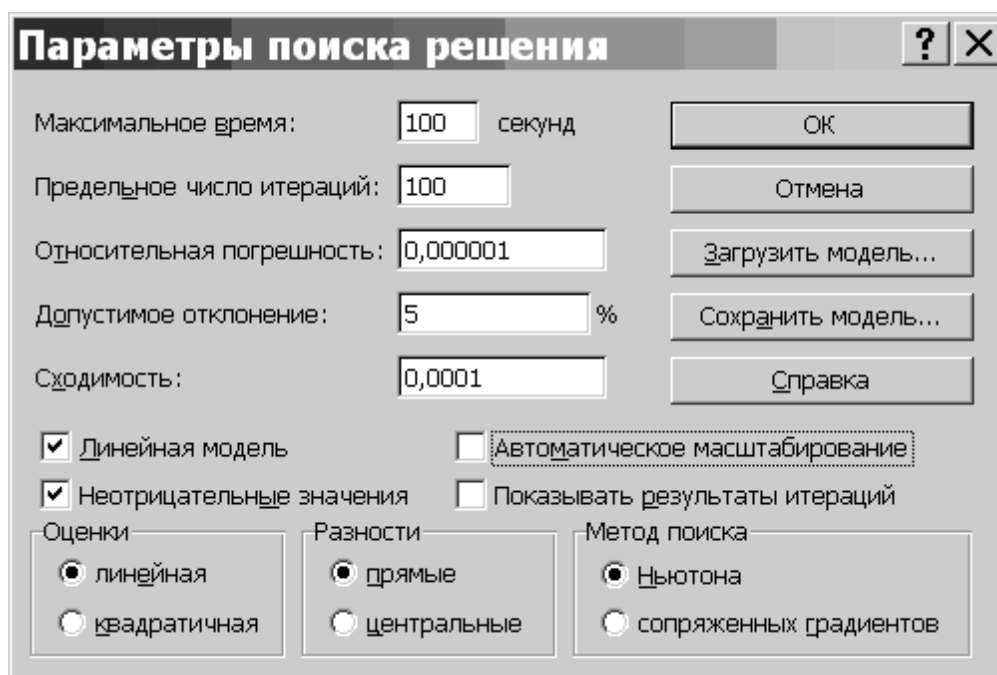 Параметры поиска решения ?
Максимальное время: 100 секунд OK
Предельное число итераций: 100 Отмена
Относительная погрешность: 0,000001 Загрузить модель...
Допустимое отклонение: 5 % Сохранить модель...
Сходимость: 0,0001 Справка
Линейная модель Автоматическое масштабирование
Неотрицательные значения Показывать результаты итераций
Оценки Разности Метод поиска
линейная прямые Ньютона
квадратичная центральные сопряженных градиентов